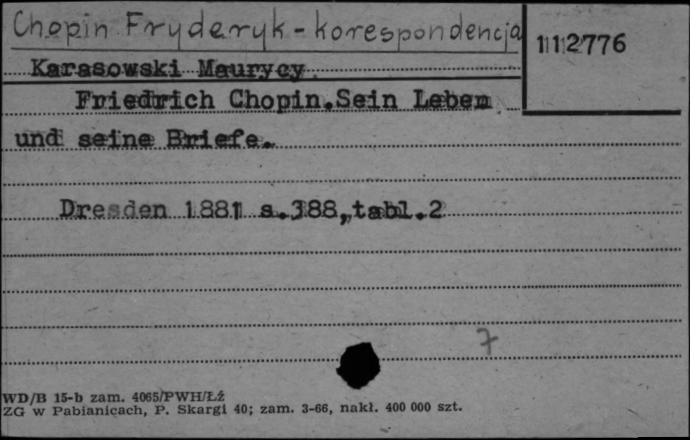 Chopin Fryderyk - korespondencja
1112776
Karasowski Maurycy
Friedrich Chopin.Sein Leben
und seine Briefe.
Dresden 1881 s.388,tabl.2
7
WD/B 15-b zam. 4065/PWH/Łź
ZG w Pabianicach, P. Skargi 40; zam. 3-66, nakł. 400 000 szt.